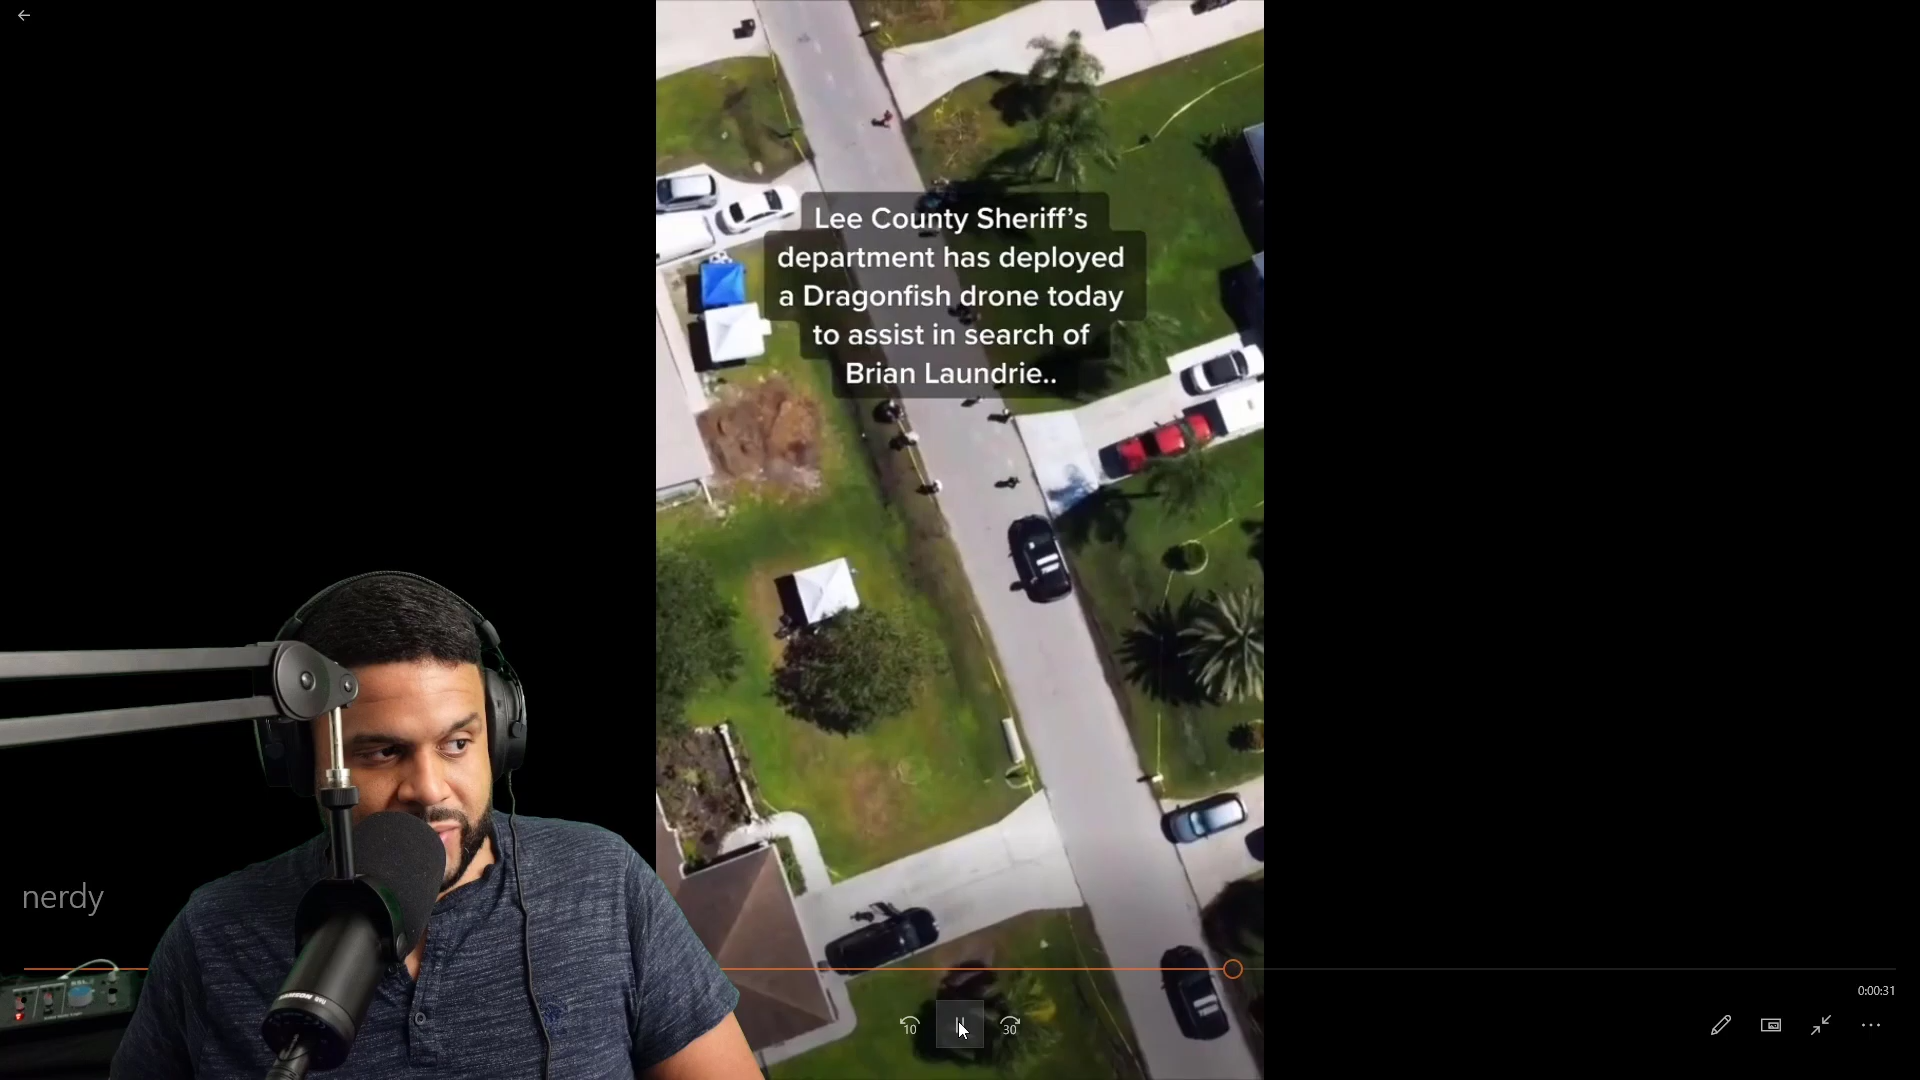 Lee County Sheriff's
department has deployed
a Dragonfish drone today
to assist in search of
Brian Laundrie..
nerdy
0:00:31
10
30